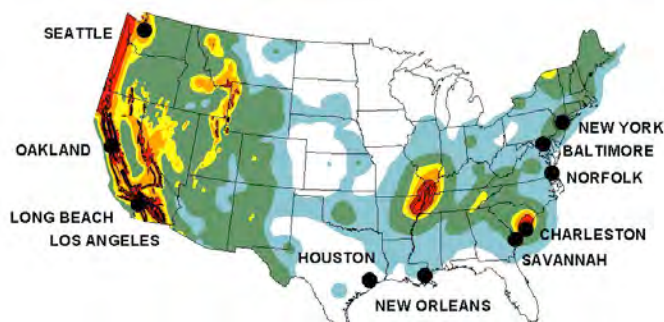 SEATTLE
OAKLAND
LONG BEACH
LOS ANGELES
HOUSTON
NEW ORLEANS
NEW YORK
BALTIMORE
NORFOLK
CHARLESTON
SAVANNAH